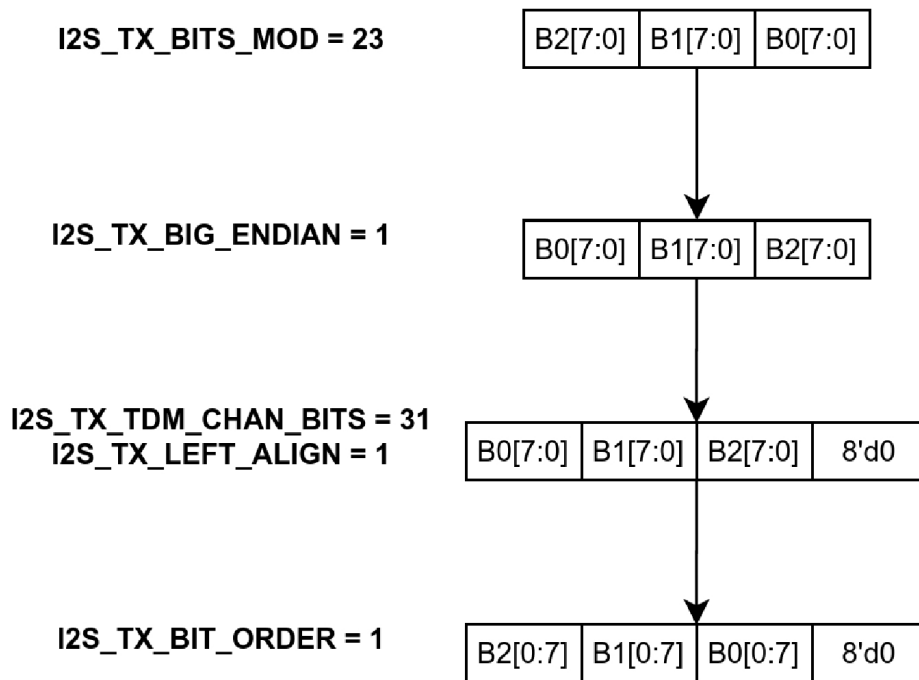 I2S_TX_BITS_MOD = 23
B2[7:0] B1[7:0] B0[7:0]
I2S_TX_BIG_ENDIAN = 1
B0[7:0] B1[7:0] B2[7:0]
I2S_TX_TDM_CHAN_BITS = 31
I2S_TX_LEFT_ALIGN = 1
B0[7:0] B1[7:0] B2[7:0] 8'd0
I2S_TX_BIT_ORDER = 1
B2[0:7] B1[0:7] B0[0:7] 8'd0